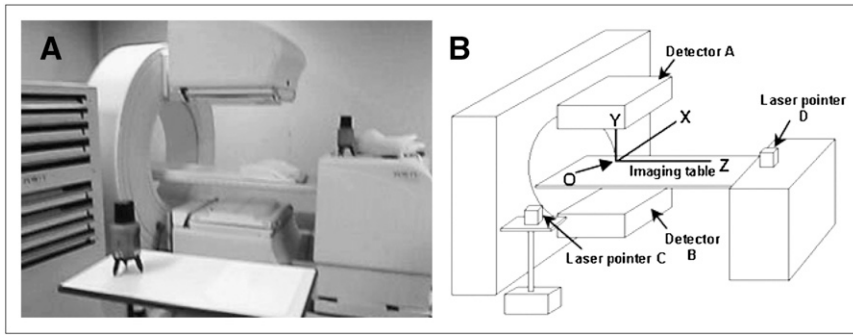 A
B
Detector A
Laser pointer
D
Y
X
Z
O
Imaging table
Detector
B
Laser pointer C